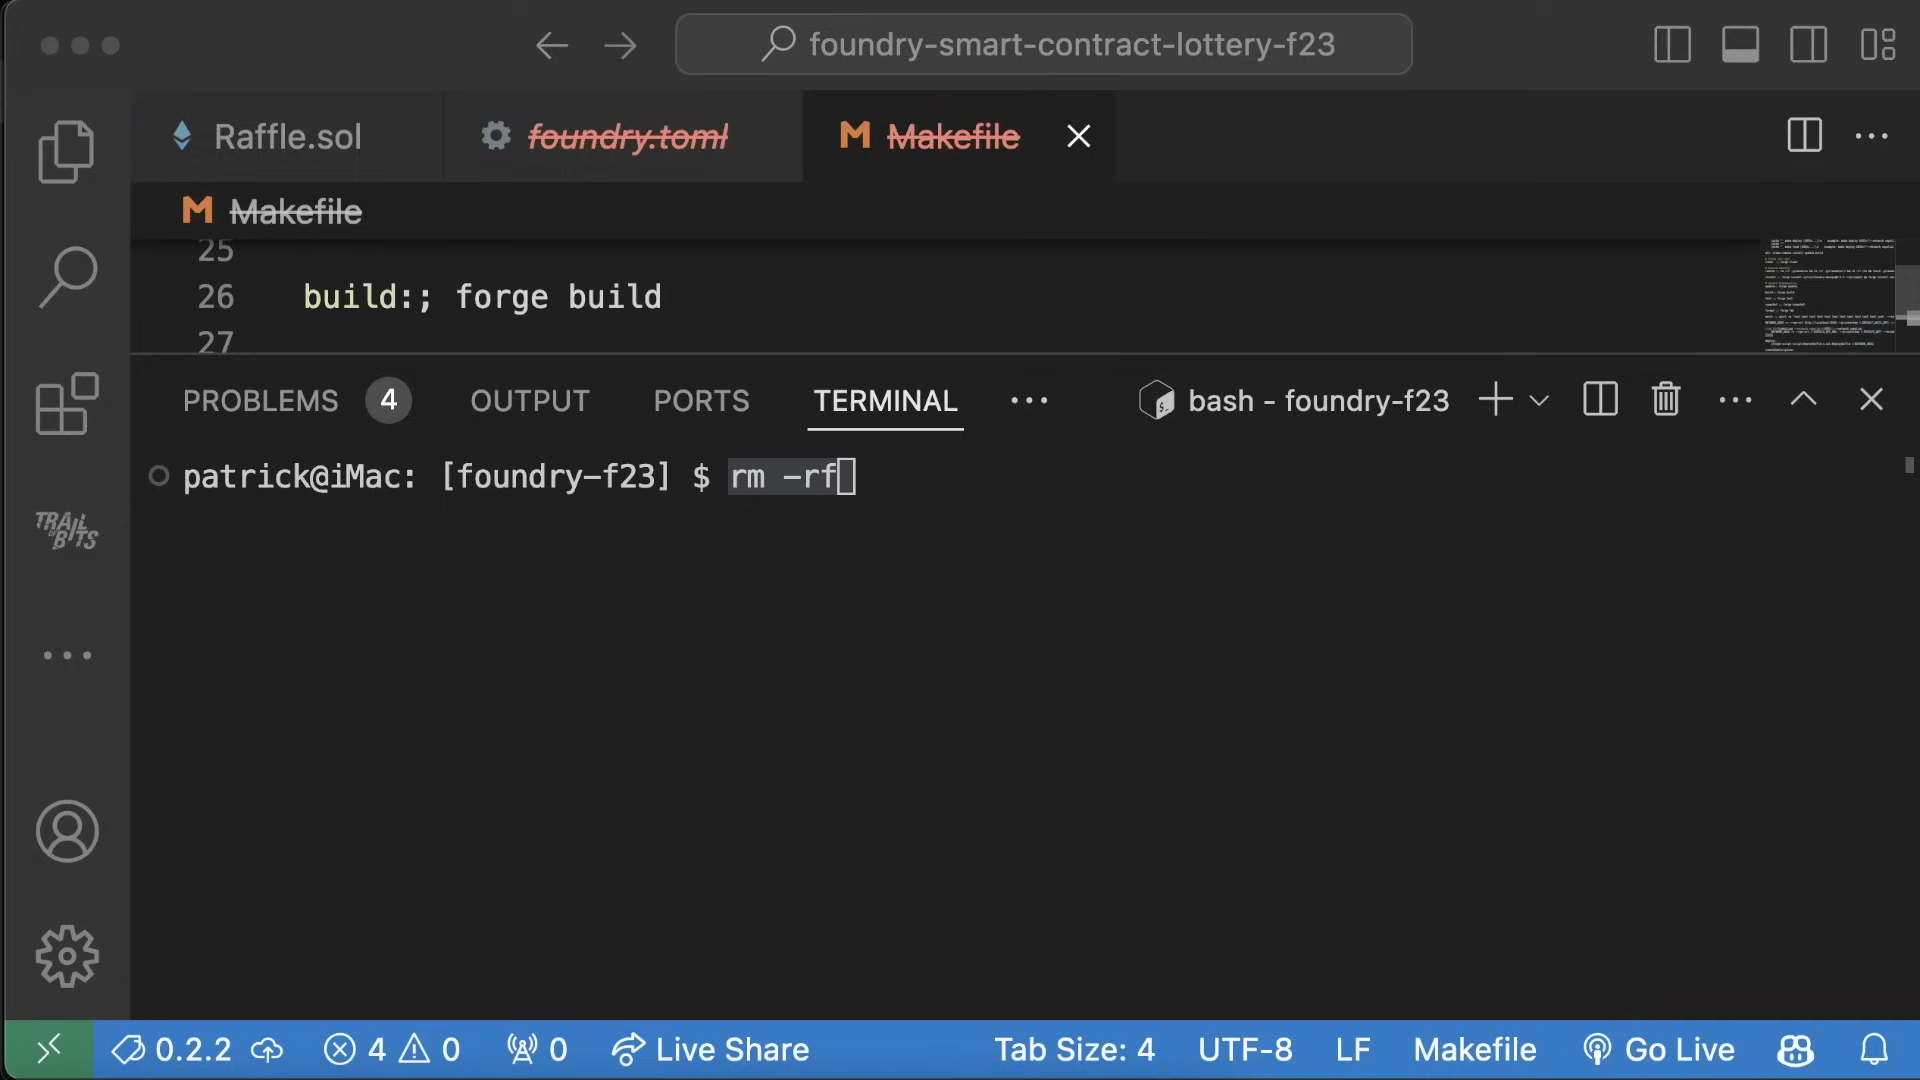 foundry-smart-contract-lottery-f23
Raffle.sol
foundry.toml
M Makefile
M Makefile
25
26 build:; forge build
27
PROBLEMS 4 OUTPUT PORTS TERMINAL bash - foundry-f23
patrick@iMac: [foundry-f23] $ rm -rf
TRAIL OF BITS
0.2.2 4 0 0 Live Share Tab Size: 4 UTF-8 LF Makefile Go Live